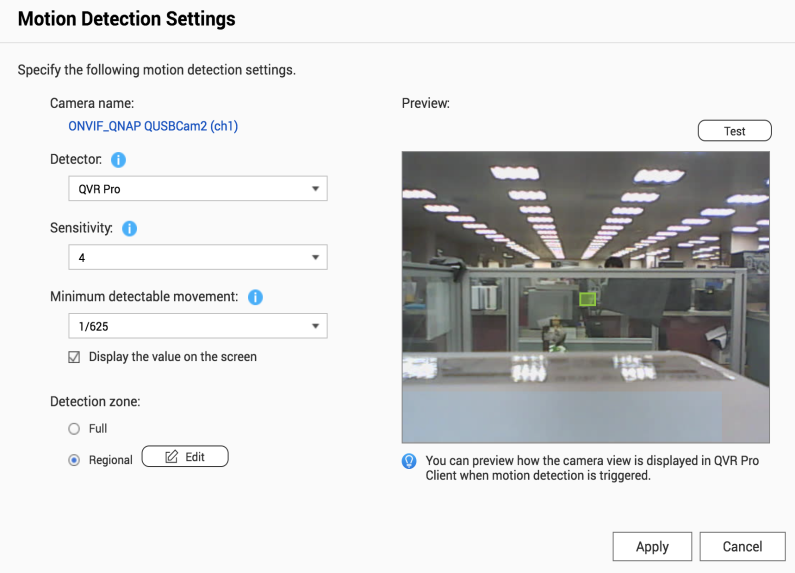 Motion Detection Settings
Specify the following motion detection settings.
Camera name:
ONVIF_QNAP QUSBCam2 (ch1)
Detector:
QVR Pro
Sensitivity:
4
Minimum detectable movement:
1/625
Display the value on the screen
Detection zone:
Full
Regional
Edit
Preview:
Test
You can preview how the camera view is displayed in QVR Pro
Client when motion detection is triggered.
Apply
Cancel